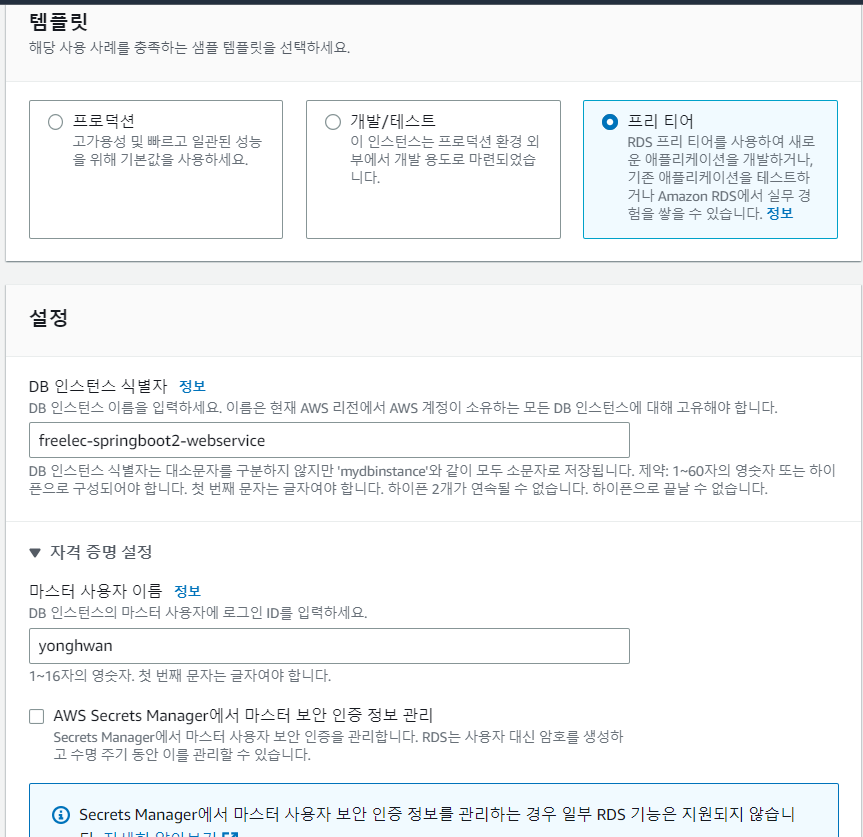 템플릿
해당 사용 사례를 충족하는 샘플 템플릿을 선택하세요.
프로덕션
고가용성 및 빠르고 일관된 성능
을 위해 기본값을 사용하세요.
개발/테스트
이 인스턴스는 프로덕션 환경 외
부에서 개발 용도로 마련되었습
니다.
프리 티어
RDS 프리 티어를 사용하여 새로
운 애플리케이션을 개발하거나,
기존 애플리케이션을 테스트하
거나 Amazon RDS에서 실무 경
험을 쌓을 수 있습니다. 정보
설정
DB 인스턴스 식별자 정보
DB 인스턴스 이름을 입력하세요. 이름은 현재 AWS 리전에서 AWS 계정이 소유하는 모든 DB 인스턴스에 대해 고유해야 합니다.
freelec-springboot2-webservice
DB 인스턴스 식별자는 대소문자를 구분하지 않지만 'mydbinstance'와 같이 모두 소문자로 저장됩니다. 제약: 1~60자의 영숫자 또는 하이
픈으로 구성되어야 합니다. 첫 번째 문자는 글자여야 합니다. 하이픈 2개가 연속될 수 없습니다. 하이픈으로 끝날 수 없습니다.
▼ 자격 증명 설정
마스터 사용자 이름 정보
DB 인스턴스의 마스터 사용자에 로그인 ID를 입력하세요.
yonghwan
1~16자의 영숫자. 첫 번째 문자는 글자여야 합니다.
AWS Secrets Manager에서 마스터 보안 인증 정보 관리
Secrets Manager에서 마스터 사용자 보안 인증을 관리합니다. RDS는 사용자 대신 암호를 생성하
고 수명 주기 동안 이를 관리할 수 있습니다.
Secrets Manager에서 마스터 사용자 보안 인증 정보를 관리하는 경우 일부 RDS 기능은 지원되지 않습니
다. 자세히 알아보기